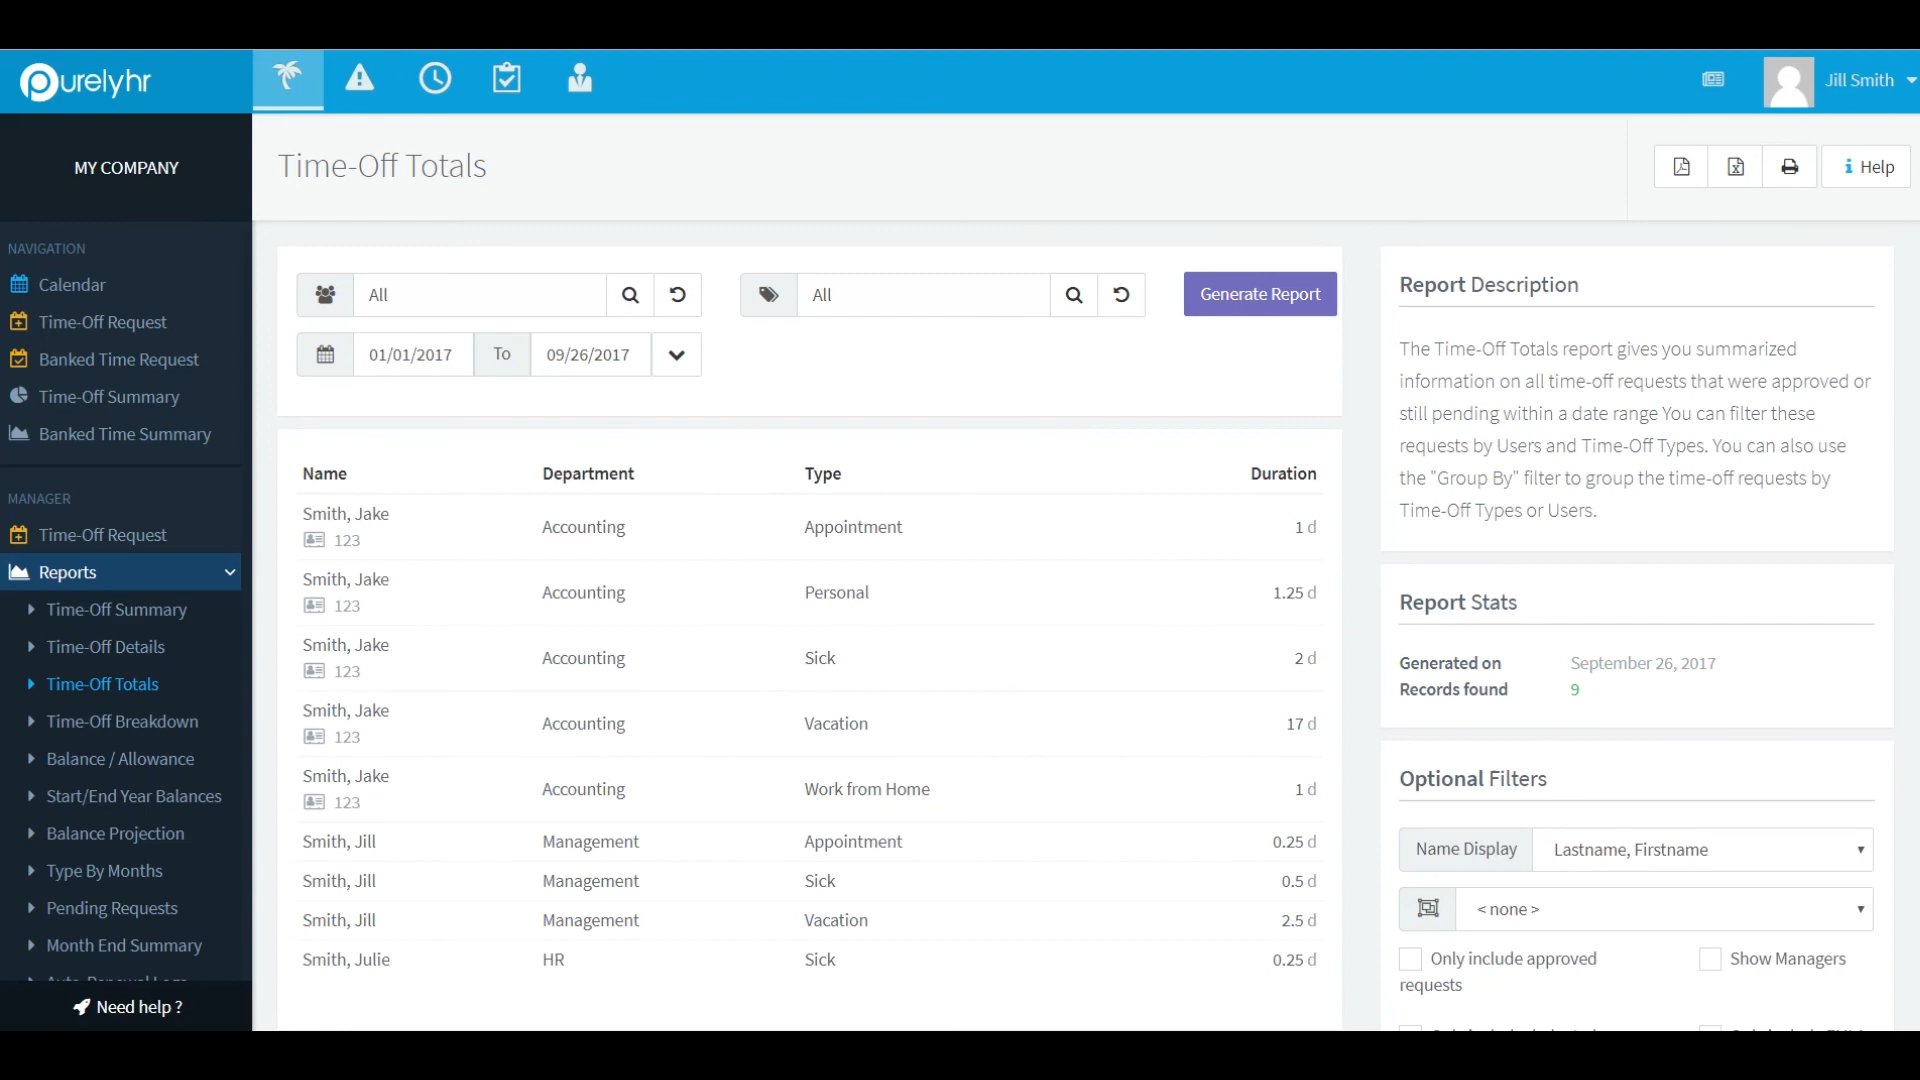 purelyhr
Jill Smith
MY COMPANY
Time-Off Totals
Help
NAVIGATION
Calendar
Time-Off Request
Banked Time Request
Time-Off Summary
Banked Time Summary
MANAGER
Time-Off Request
Reports
Time-Off Summary
Time-Off Details
Time-Off Totals
Time-Off Breakdown
Balance / Allowance
Start/End Year Balances
Balance Projection
Type By Months
Pending Requests
Month End Summary
Need help ?
All
All
Generate Report
01/01/2017 To 09/26/2017
Name Department Type Duration
Smith, Jake
123 Accounting Appointment 1 d
Smith, Jake
123 Accounting Personal 1.25 d
Smith, Jake
123 Accounting Sick 2 d
Smith, Jake
123 Accounting Vacation 17 d
Smith, Jake
123 Accounting Work from Home 1 d
Smith, Jill Management Appointment 0.25 d
Smith, Jill Management Sick 0.5 d
Smith, Jill Management Vacation 2.5 d
Smith, Julie HR Sick 0.25 d
Report Description
The Time-Off Totals report gives you summarized
information on all time-off requests that were approved or
still pending within a date range You can filter these
requests by Users and Time-Off Types. You can also use
the "Group By" filter to group the time-off requests by
Time-Off Types or Users.
Report Stats
Generated on September 26, 2017
Records found 9
Optional Filters
Name Display Lastname, Firstname
< none >
Only include approved
requests
Show Managers